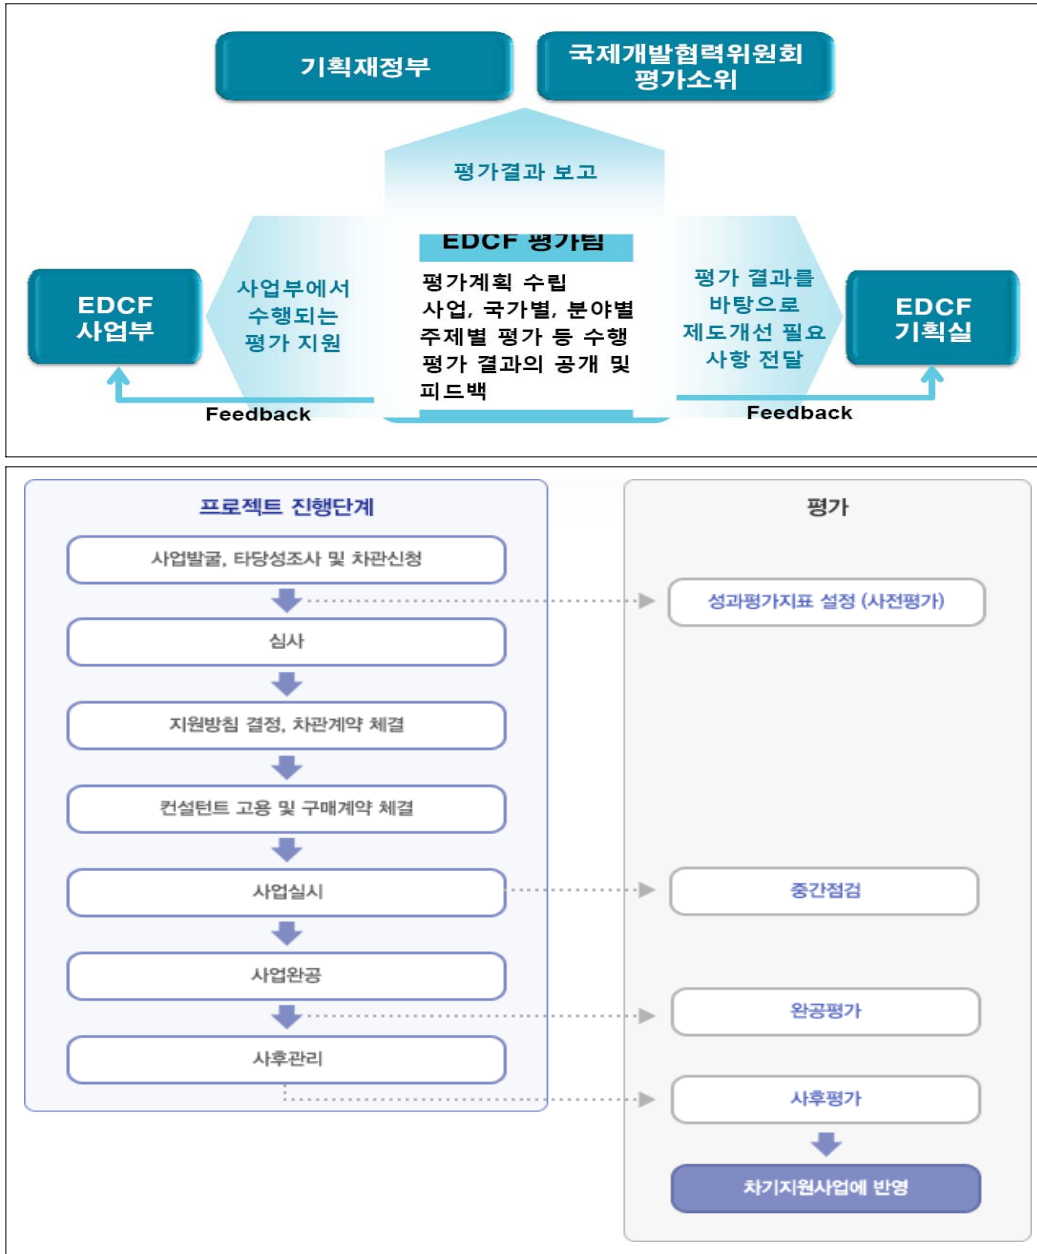 기획재정부
국제개발협력위원회
평가소위
평가결과 보고
EDCF 평가팀
평가계획 수립
사업, 국가별, 분야별
주제별 평가 등 수행
평가 결과의 공개 및
피드백
EDCF
사업부
사업부에서
수행되는
평가 지원
평가 결과를
바탕으로
제도개선 필요
사항 전달
EDCF
기획실
Feedback
Feedback
프로젝트 진행단계
사업발굴, 타당성조사 및 차관신청
심사
지원방침 결정, 차관계약 체결
컨설턴트 고용 및 구매계약 체결
사업실시
사업완공
사후관리
평가
성과평가지표 설정 (사전평가)
중간점검
완공평가
사후평가
차기지원사업에 반영